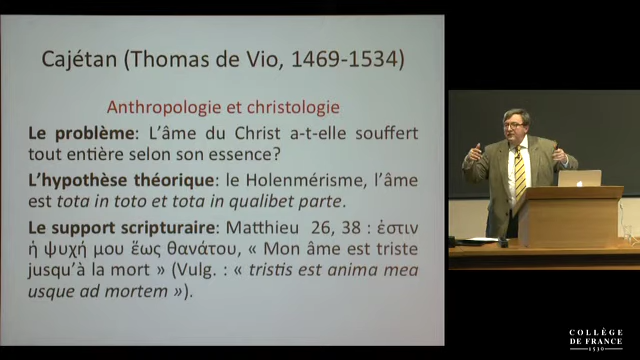 Cajétan (Thomas de Vio, 1469-1534)
Anthropologie et christologie
Le problème: L’âme du Christ a-t-elle souffert
tout entière selon son essence?
L’hypothèse théorique: le Holenmérisme, l’âme
est tota in toto et tota in qualibet parte.
Le support scripturaire: Matthieu 26, 38 : ἐστιν
ἡ ψυχή μου ἕως θανάτου, « Mon âme est triste
jusqu’à la mort » (Vulg. : « tristis est anima mea
usque ad mortem »).
COLLÈGE
DE FRANCE
1530